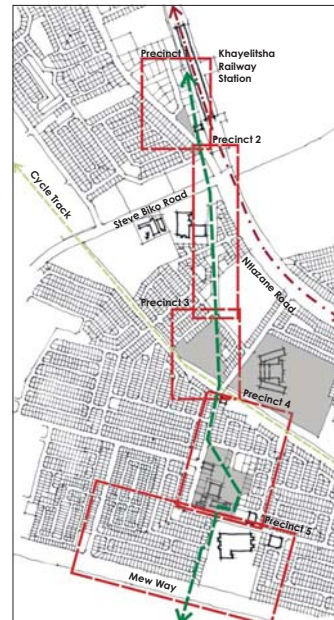 Precinct 1
Khayelitsha
Railway
Station
Precinct 2
Cycle Track
Steve Biko Road
Ntlazane Road
Precinct 3
Precinct 4
Precinct 5
Mew Way